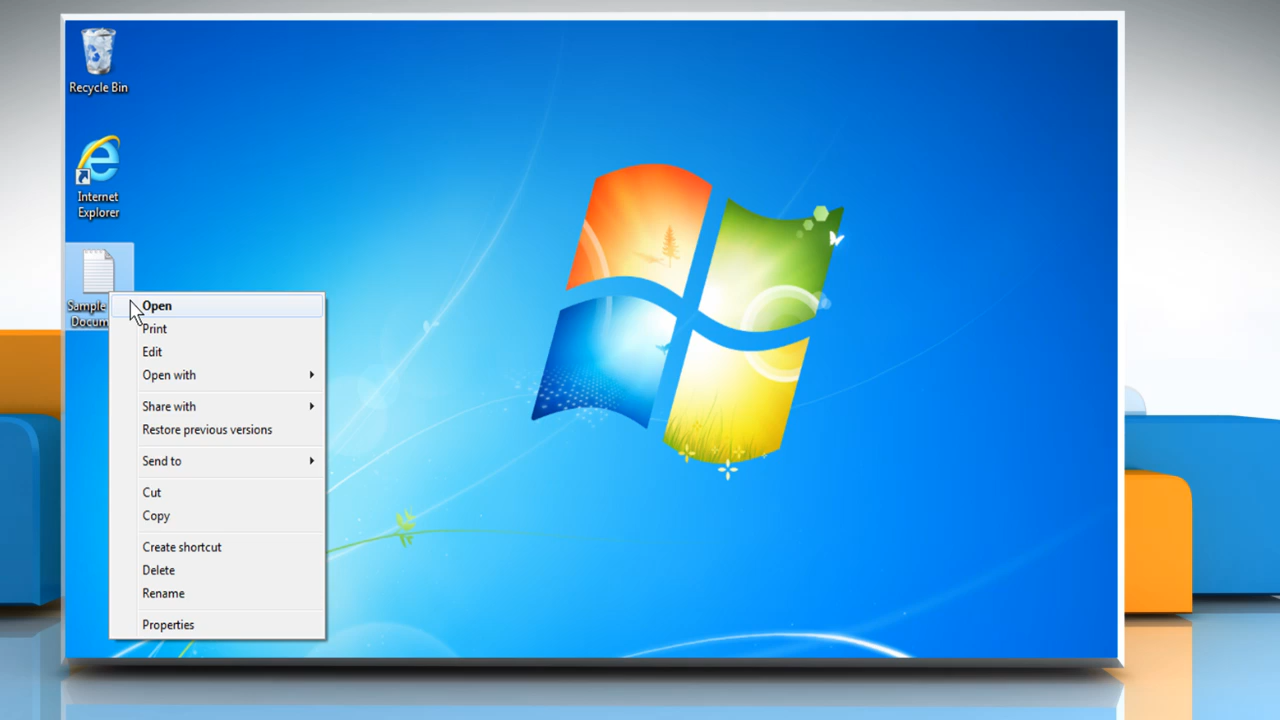 Recycle Bin
Internet
Explorer
Sample
Docum
Open
Print
Edit
Open with
Share with
Restore previous versions
Send to
Cut
Copy
Create shortcut
Delete
Rename
Properties